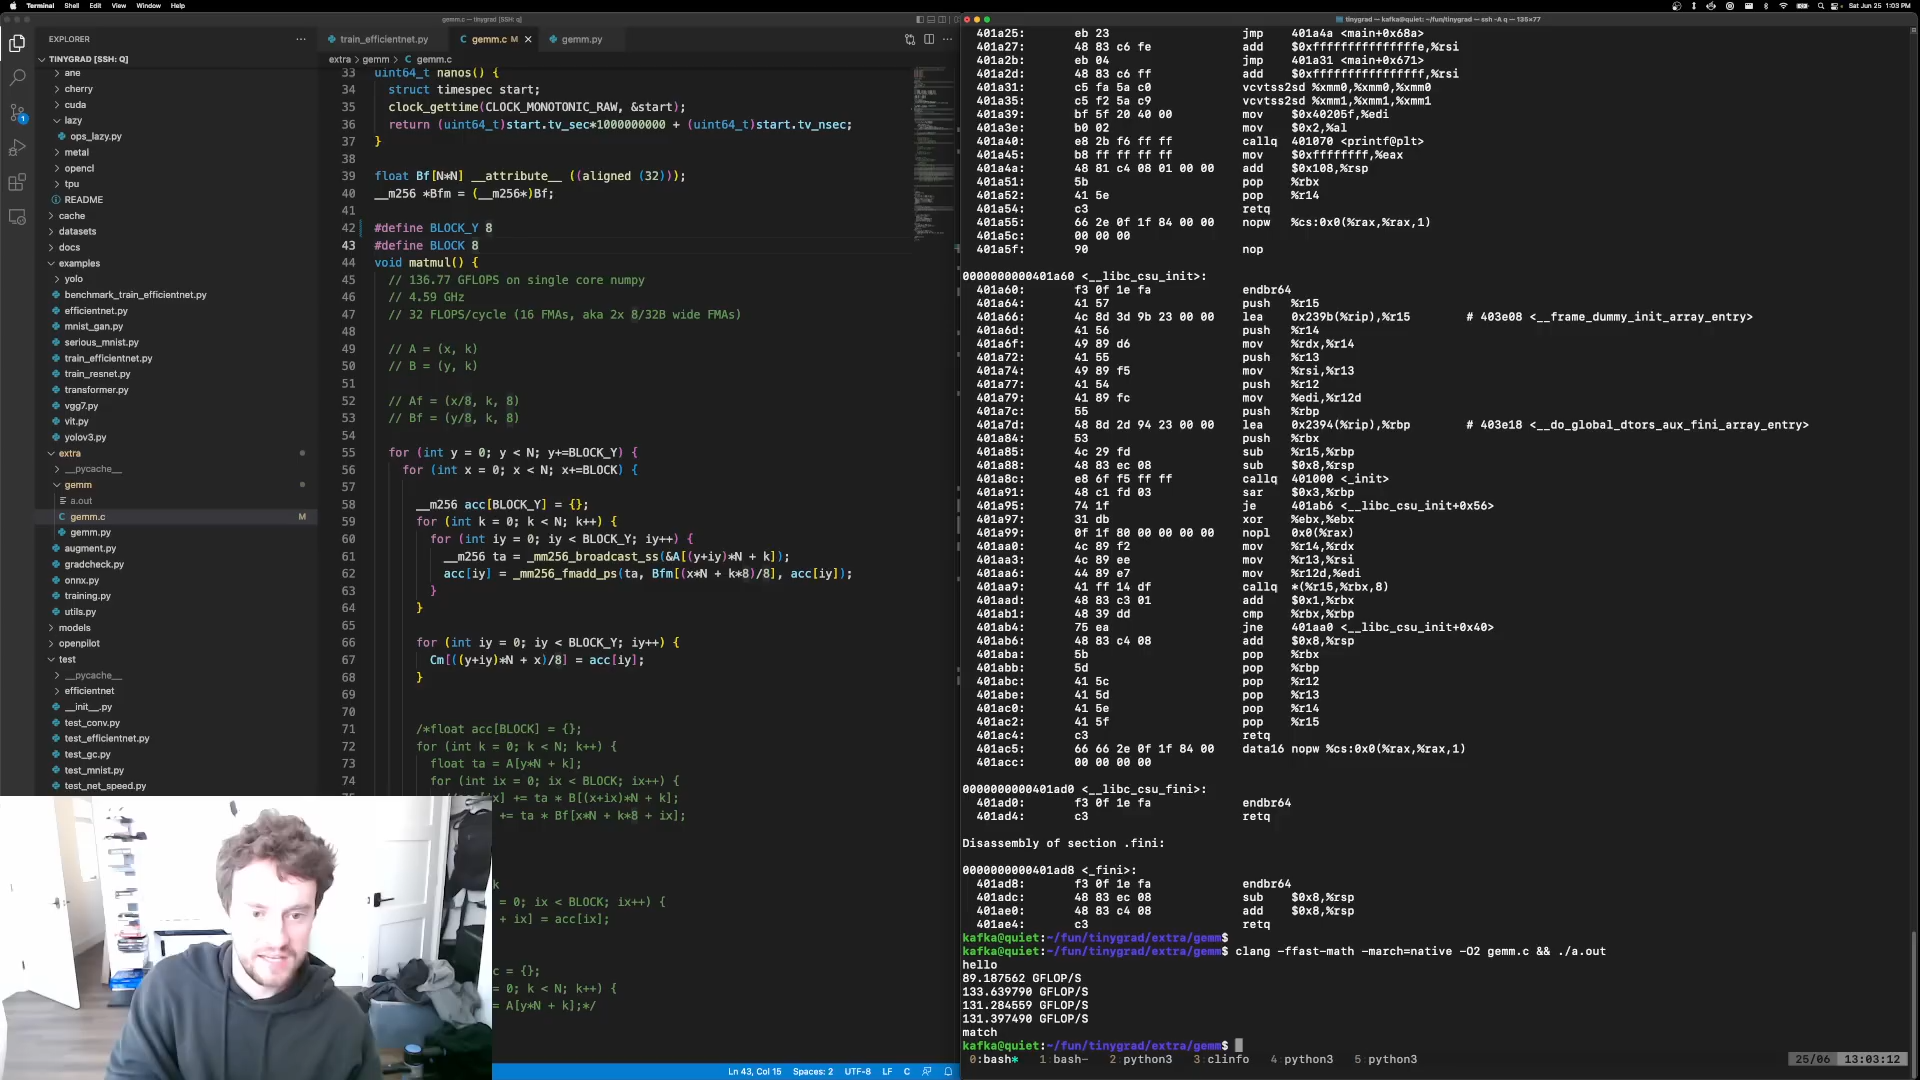 Terminal Shell Edit View Window Help
Sat Jun 25 1:03 PM
gemm.c [SSH: q]
tinygrad — kafka@quiet: ~/fun/tinygrad — ssh -A q — 135×77
EXPLORER
TINYGRAD [SSH: Q]
ane
cherry
cuda
lazy
ops_lazy.py
metal
opencl
tpu
README
cache
datasets
docs
examples
yolo
benchmark_train_efficientnet.py
efficientnet.py
mnist_gan.py
serious_mnist.py
train_efficientnet.py
train_resnet.py
transformer.py
vgg7.py
vit.py
yolov3.py
extra
__pycache__
gemm
a.out
gemm.c M
gemm.py
augment.py
gradcheck.py
onnx.py
training.py
utils.py
models
openpilot
test
__pycache__
efficientnet
__init__.py
test_conv.py
test_efficientnet.py
test_gc.py
test_mnist.py
test_net_speed.py
train_efficientnet.py gemm.c M gemm.py
extra > gemm > gemm.c
33 uint64_t nanos() {
34 struct timespec start;
35 clock_gettime(CLOCK_MONOTONIC_RAW, &start);
36 return (uint64_t)start.tv_sec*1000000000 + (uint64_t)start.tv_nsec;
37 }
38
39 float Bf[N*N] __attribute__ ((aligned (32)));
40 __m256 *Bfm = (__m256*)Bf;
41
42 #define BLOCK_Y 8
43 #define BLOCK 8
44 void matmul() {
45 // 136.77 GFLOPS on single core numpy
46 // 4.59 GHz
47 // 32 FLOPS/cycle (16 FMAs, aka 2x 8/32B wide FMAs)
48
49 // A = (x, k)
50 // B = (y, k)
51
52 // Af = (x/8, k, 8)
53 // Bf = (y/8, k, 8)
54
55 for (int y = 0; y < N; y+=BLOCK_Y) {
56 for (int x = 0; x < N; x+=BLOCK) {
57
58 __m256 acc[BLOCK_Y] = {};
59 for (int k = 0; k < N; k++) {
60 for (int iy = 0; iy < BLOCK_Y; iy++) {
61 __m256 ta = _mm256_broadcast_ss(&A[(y+iy)*N + k]);
62 acc[iy] = _mm256_fmadd_ps(ta, Bfm[(x*N + k*8)/8], acc[iy]);
63 }
64 }
65
66 for (int iy = 0; iy < BLOCK_Y; iy++) {
67 Cm[((y+iy)*N + x)/8] = acc[iy];
68 }
69
70
71 /*float acc[BLOCK] = {};
72 for (int k = 0; k < N; k++) {
73 float ta = A[y*N + k];
74 for (int ix = 0; ix < BLOCK; ix++) {
+= ta * B[(x+ix)*N + k];
+= ta * Bf[x*N + k*8 + ix];
k
= 0; ix < BLOCK; ix++) {
+ ix] = acc[ix];
c = {};
= 0; k < N; k++) {
= A[y*N + k];*/
Ln 43, Col 15 Spaces: 2 UTF-8 LF C
401a25: eb 23 jmp 401a4a <main+0x68a>
401a27: 48 83 c6 fe add $0xfffffffffffffffe,%rsi
401a2b: eb 04 jmp 401a31 <main+0x671>
401a2d: 48 83 c6 ff add $0xffffffffffffffff,%rsi
401a31: c5 fa 5a c0 vcvtss2sd %xmm0,%xmm0,%xmm0
401a35: c5 f2 5a c9 vcvtss2sd %xmm1,%xmm1,%xmm1
401a39: bf 5f 20 40 00 mov $0x40205f,%edi
401a3e: b0 02 mov $0x2,%al
401a40: e8 2b f6 ff ff callq 401070 <printf@plt>
401a45: b8 ff ff ff ff mov $0xffffffff,%eax
401a4a: 48 81 c4 08 01 00 00 add $0x108,%rsp
401a51: 5b pop %rbx
401a52: 41 5e pop %r14
401a54: c3 retq
401a55: 66 2e 0f 1f 84 00 00 nopw %cs:0x0(%rax,%rax,1)
401a5c: 00 00 00
401a5f: 90 nop
0000000000401a60 <__libc_csu_init>:
401a60: f3 0f 1e fa endbr64
401a64: 41 57 push %r15
401a66: 4c 8d 3d 9b 23 00 00 lea 0x239b(%rip),%r15 # 403e08 <__frame_dummy_init_array_entry>
401a6d: 41 56 push %r14
401a6f: 49 89 d6 mov %rdx,%r14
401a72: 41 55 push %r13
401a74: 49 89 f5 mov %rsi,%r13
401a77: 41 54 push %r12
401a79: 41 89 fc mov %edi,%r12d
401a7c: 55 push %rbp
401a7d: 48 8d 2d 94 23 00 00 lea 0x2394(%rip),%rbp # 403e18 <__do_global_dtors_aux_fini_array_entry>
401a84: 53 push %rbx
401a85: 4c 29 fd sub %r15,%rbp
401a88: 48 83 ec 08 sub $0x8,%rsp
401a8c: e8 6f f5 ff ff callq 401000 <_init>
401a91: 48 c1 fd 03 sar $0x3,%rbp
401a95: 74 1f je 401ab6 <__libc_csu_init+0x56>
401a97: 31 db xor %ebx,%ebx
401a99: 0f 1f 80 00 00 00 00 nopl 0x0(%rax)
401aa0: 4c 89 f2 mov %r14,%rdx
401aa3: 4c 89 ee mov %r13,%rsi
401aa6: 44 89 e7 mov %r12d,%edi
401aa9: 41 ff 14 df callq *(%r15,%rbx,8)
401aad: 48 83 c3 01 add $0x1,%rbx
401ab1: 48 39 dd cmp %rbx,%rbp
401ab4: 75 ea jne 401aa0 <__libc_csu_init+0x40>
401ab6: 48 83 c4 08 add $0x8,%rsp
401aba: 5b pop %rbx
401abb: 5d pop %rbp
401abc: 41 5c pop %r12
401abe: 41 5d pop %r13
401ac0: 41 5e pop %r14
401ac2: 41 5f pop %r15
401ac4: c3 retq
401ac5: 66 66 2e 0f 1f 84 00 data16 nopw %cs:0x0(%rax,%rax,1)
401acc: 00 00 00 00
0000000000401ad0 <__libc_csu_fini>:
401ad0: f3 0f 1e fa endbr64
401ad4: c3 retq
Disassembly of section .fini:
0000000000401ad8 <_fini>:
401ad8: f3 0f 1e fa endbr64
401adc: 48 83 ec 08 sub $0x8,%rsp
401ae0: 48 83 c4 08 add $0x8,%rsp
401ae4: c3 retq
kafka@quiet:~/fun/tinygrad/extra/gemm$
kafka@quiet:~/fun/tinygrad/extra/gemm$ clang -ffast-math -march=native -O2 gemm.c && ./a.out
hello
89.187562 GFLOP/S
133.639790 GFLOP/S
131.284559 GFLOP/S
131.397490 GFLOP/S
match
kafka@quiet:~/fun/tinygrad/extra/gemm$
0:bash* 1 bash- 2 python3 3 clinfo 4 python3 5 python3 25/06 13:03:12